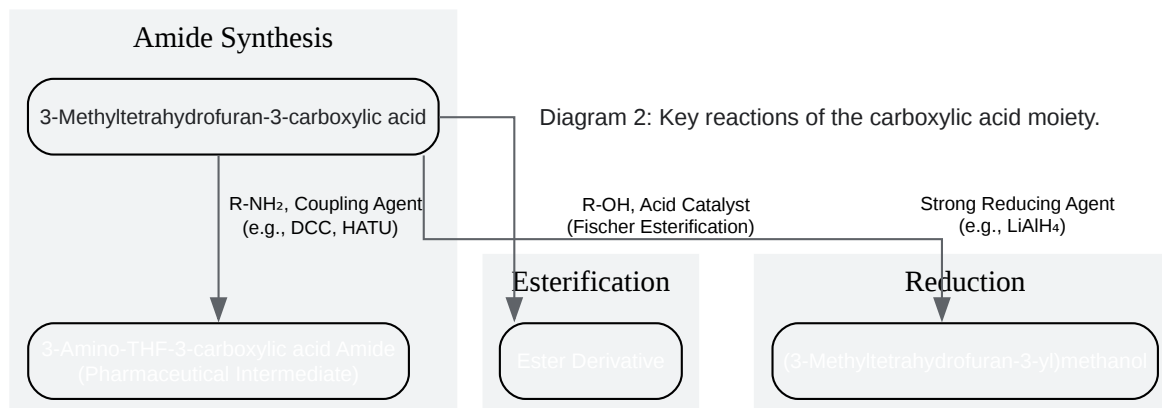 Amide Synthesis
3-Methyltetrahydrofuran-3-carboxylic acid
Diagram 2: Key reactions of the carboxylic acid moiety.
R-NH₂, Coupling Agent
(e.g., DCC, HATU)
R-OH, Acid Catalyst
(Fischer Esterification)
Strong Reducing Agent
(e.g., LiAlH₄)
Esterification
Reduction
3-Amino-THF-3-carboxylic acid Amide
(Pharmaceutical Intermediate)
Ester Derivative
(3-Methyltetrahydrofuran-3-yl)methanol